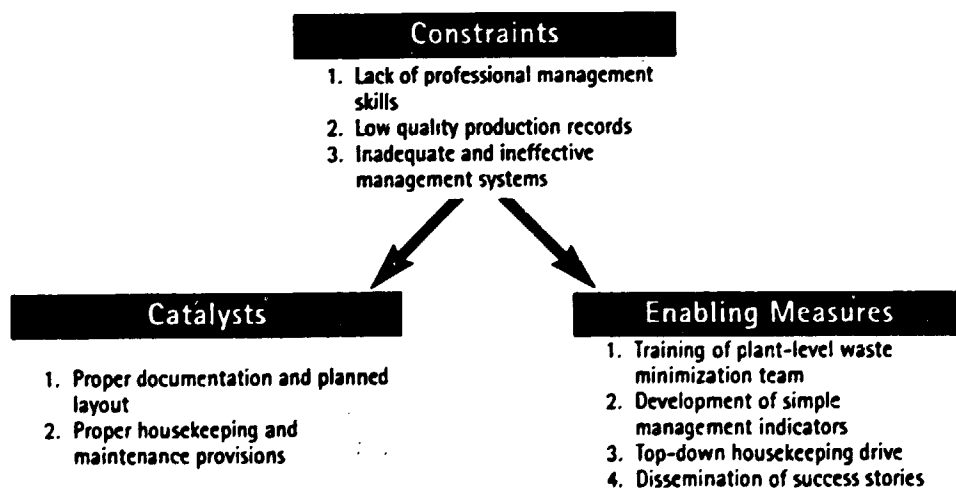 Constraints
1. Lack of professional management
skills
2. Low quality production records
3. Inadequate and ineffective
management systems
Catalysts
1. Proper documentation and planned
layout
2. Proper housekeeping and
maintenance provisions
Enabling Measures
1. Training of plant-level waste
minimization team
2. Development of simple
management indicators
3. Top-down housekeeping drive
4. Dissemination of success stories